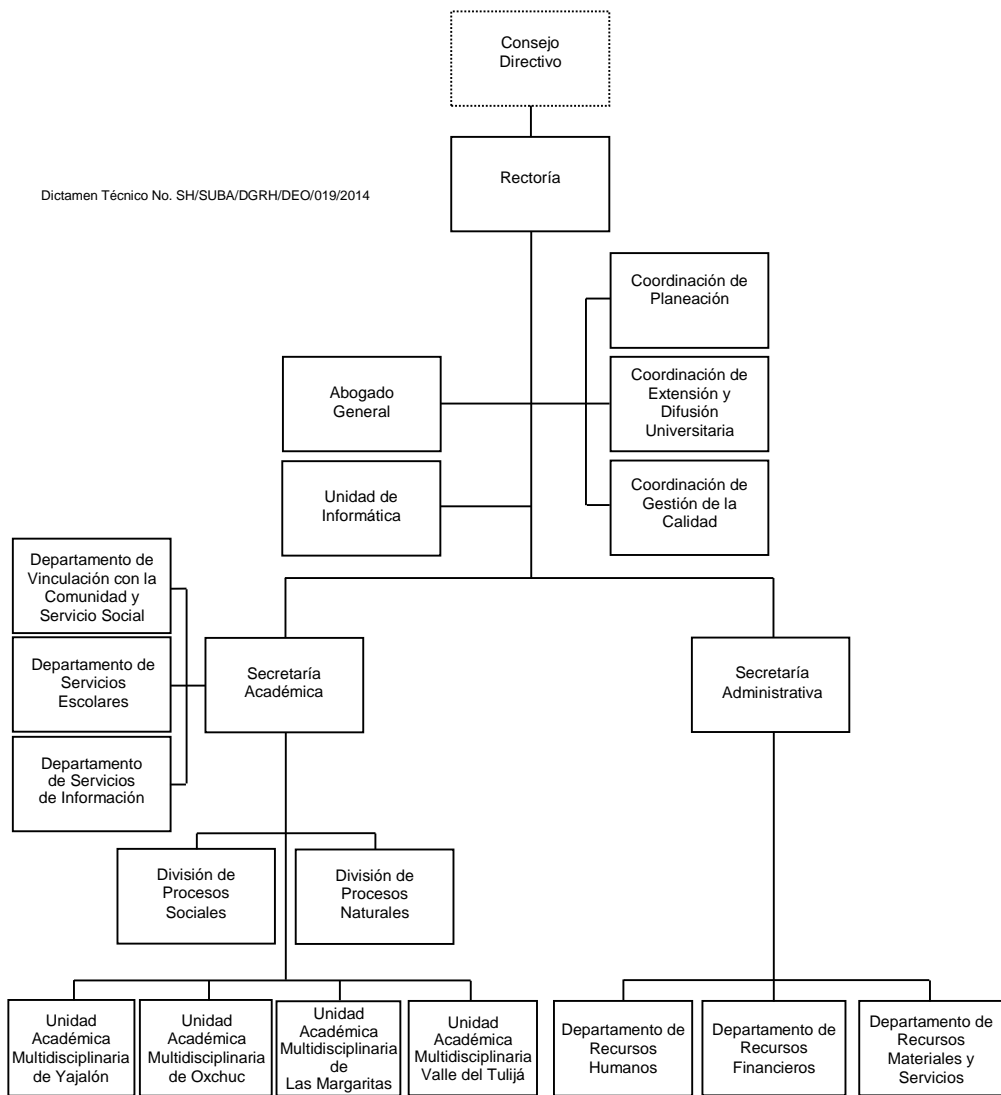 Consejo
Directivo
Rectoría
Dictamen Técnico No. SH/SUBA/DGRH/DEO/019/2014
Coordinación de
Planeación
Abogado
General
Coordinación de
Extensión y
Difusión
Universitaria
Unidad de
Informática
Coordinación de
Gestión de la
Calidad
Departamento de
Vinculación con la
Comunidad y
Servicio Social
Departamento de
Servicios
Escolares
Departamento
de Servicios
de Información
Secretaría
Académica
Secretaría
Administrativa
División de
Procesos
Sociales
División de
Procesos
Naturales
Unidad
Académica
Multidisciplinaria
de Yajalón
Unidad
Académica
Multidisciplinaria
de Oxchuc
Unidad
Académica
Multidisciplinaria
de
Las Margaritas
Unidad
Académica
Multidisciplinaria
Valle del Tulijá
Departamento de
Recursos
Humanos
Departamento de
Recursos
Financieros
Departamento de
Recursos
Materiales y
Servicios